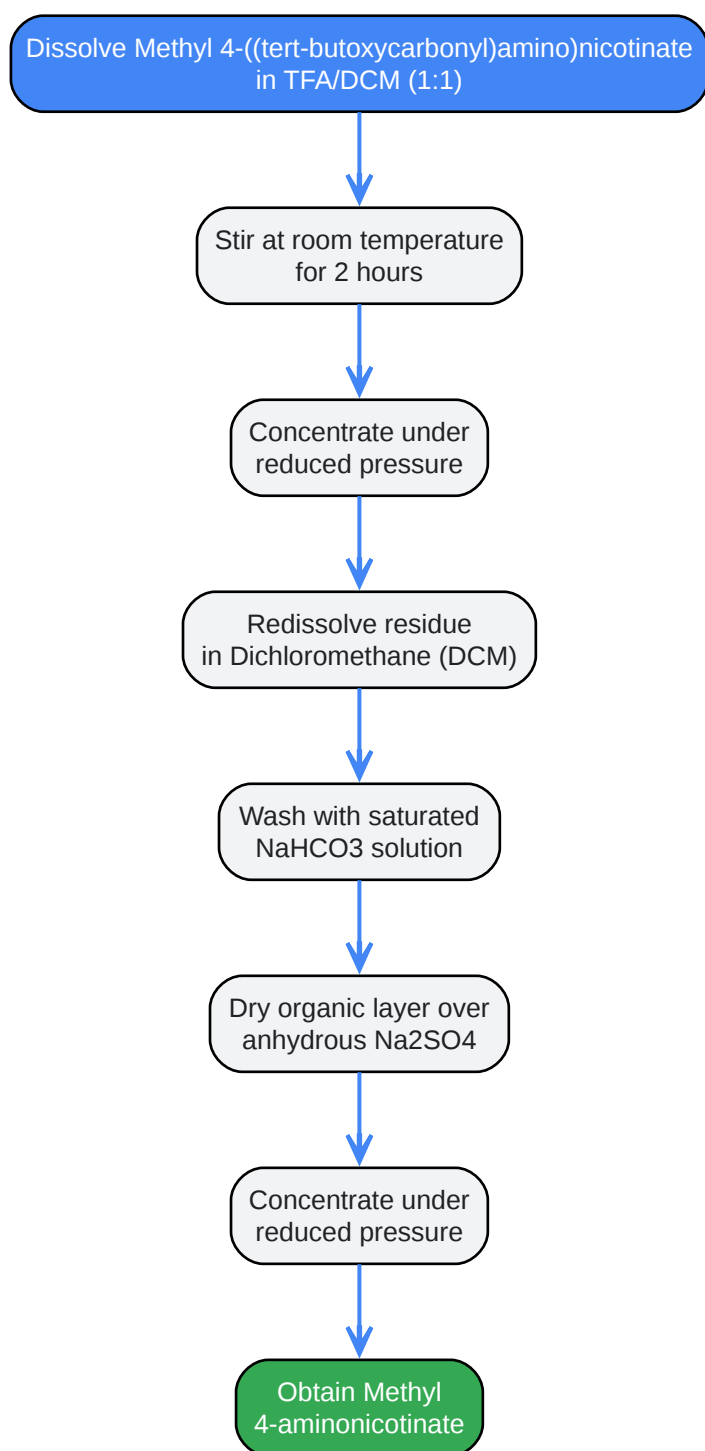 Dissolve Methyl 4-((tert-butoxycarbonyl)amino)nicotinate
in TFA/DCM (1:1)
Stir at room temperature
for 2 hours
Concentrate under
reduced pressure
Redissolve residue
in Dichloromethane (DCM)
Wash with saturated
NaHCO3 solution
Dry organic layer over
anhydrous Na2SO4
Concentrate under
reduced pressure
Obtain Methyl
4-aminonicotinate